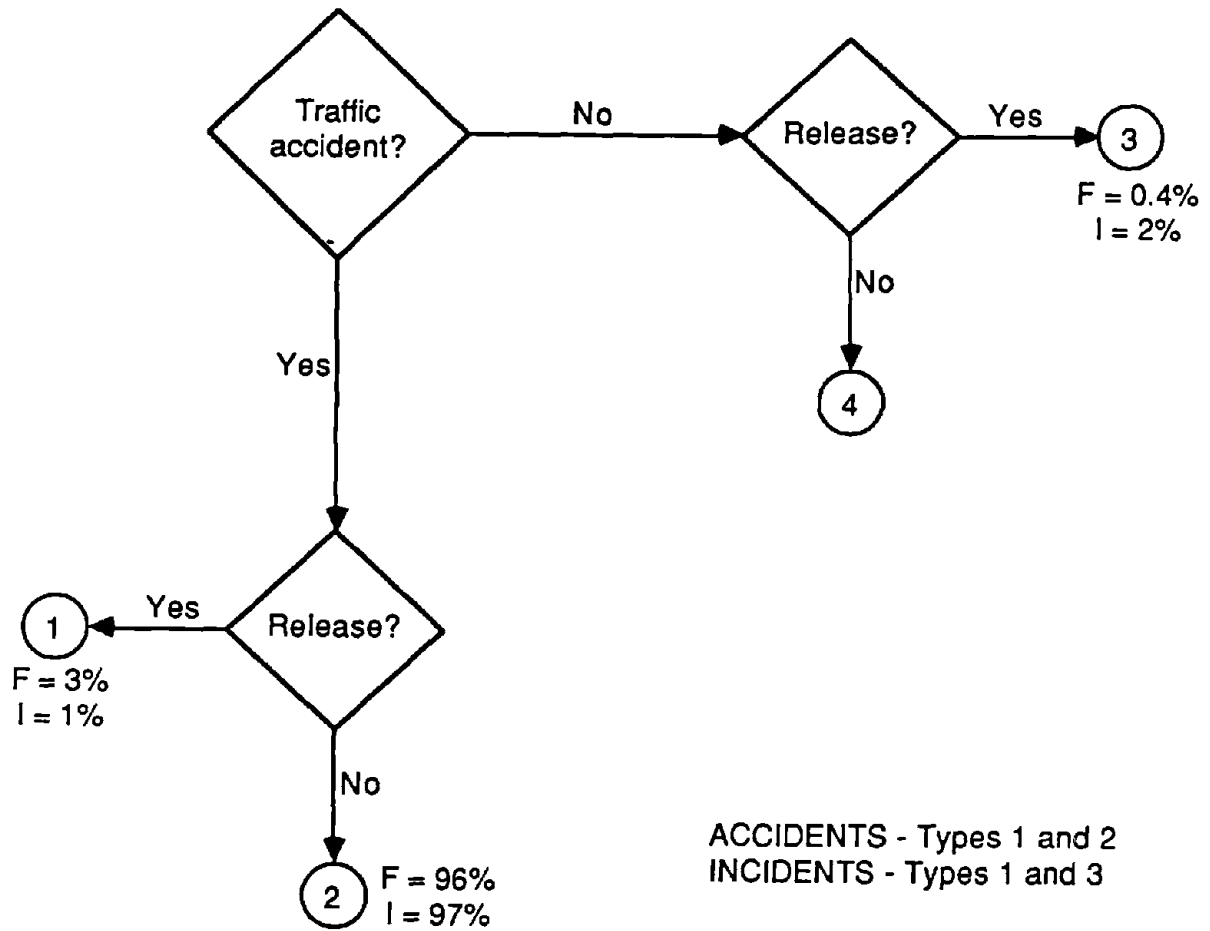 Traffic
accident?
No
Release?
Yes
3
F = 0.4%
I = 2%
No
4
Yes
Release?
Yes
1
F = 3%
I = 1%
No
2
F = 96%
I = 97%
ACCIDENTS - Types 1 and 2
INCIDENTS - Types 1 and 3